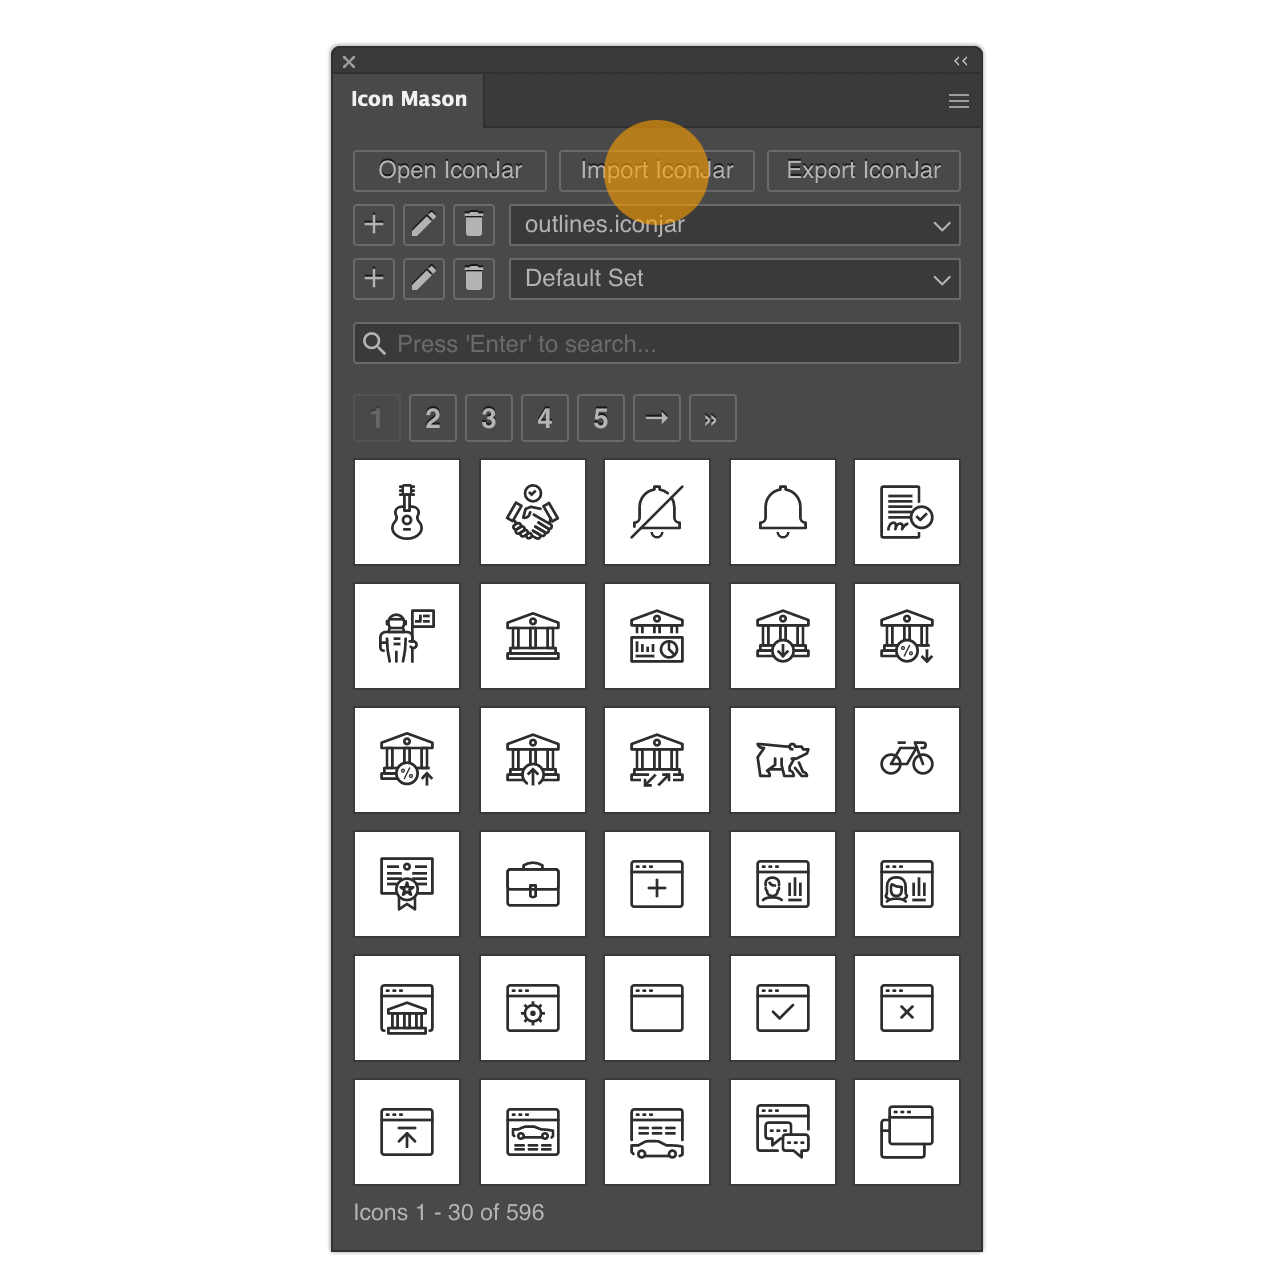 Icon Mason
Open IconJar Import IconJar Export IconJar
outlines.iconjar
Default Set
Press 'Enter' to search...
1 2 3 4 5 → »
Icons 1 - 30 of 596